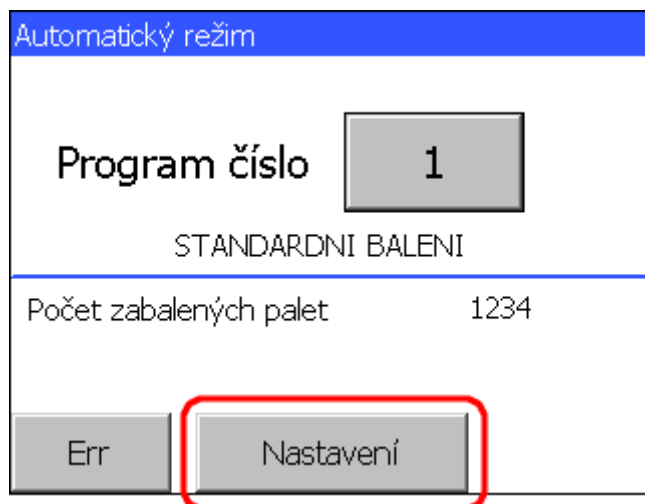 Automatický režim
Program číslo 1
STANDARDNI BALENI
Počet zabalených palet 1234
Err Nastavení